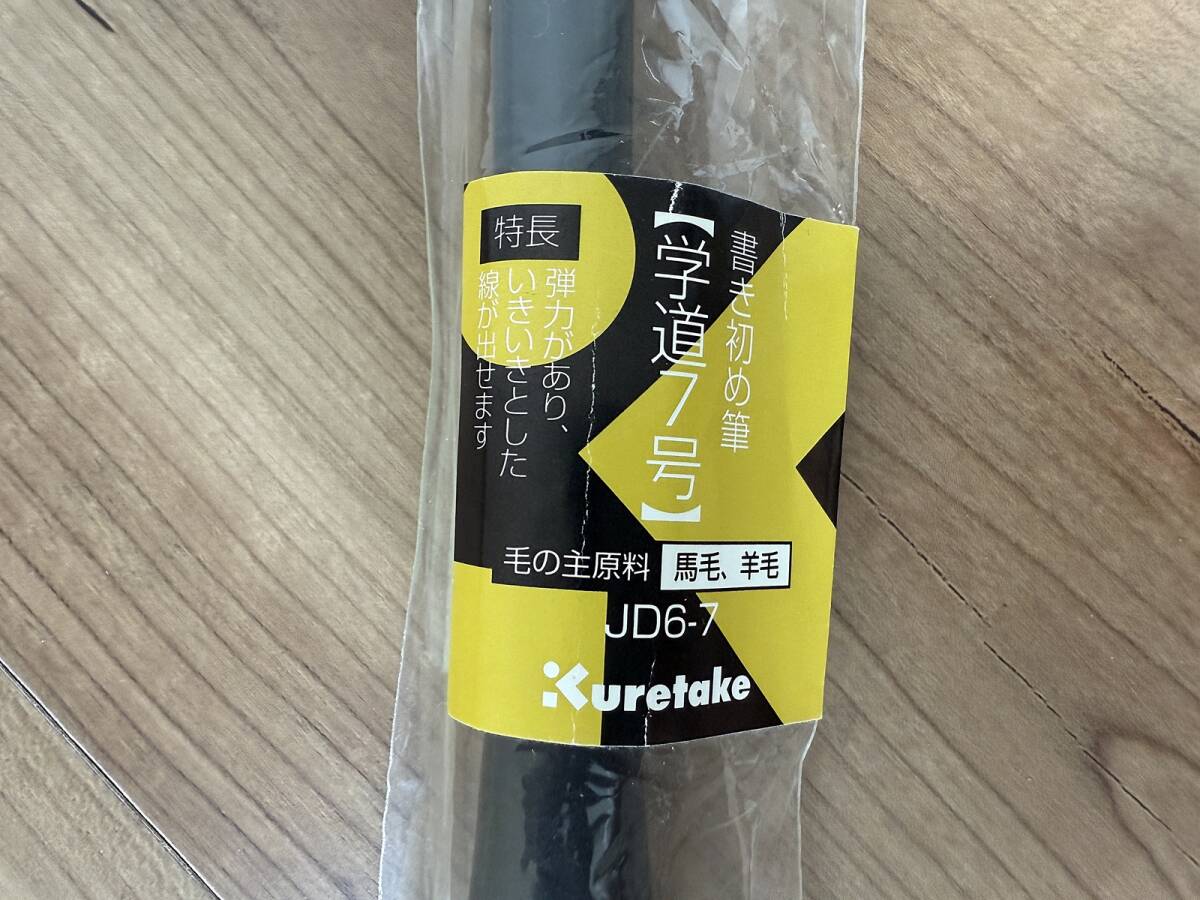 書き初め筆
【学道7号】
特長
弾力があり、
いきいきとした
線が出せます
毛の主原料 馬毛、羊毛
JD6-7
Kuretake